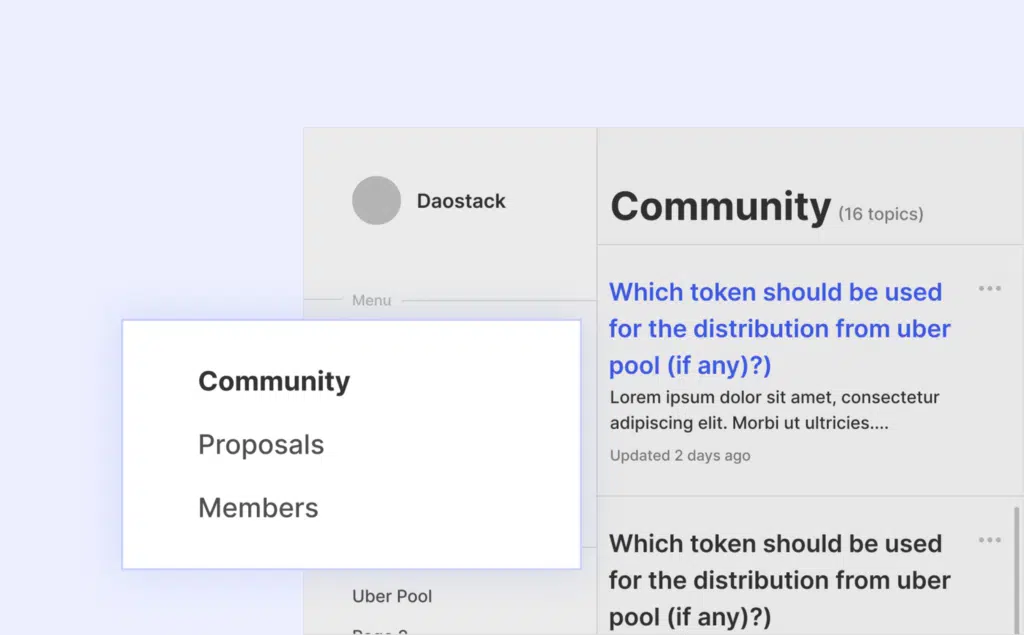 Daostack
Menu
Community
Proposals
Members
Uber Pool
Community (16 topics)
Which token should be used
for the distribution from uber
pool (if any)?)
Lorem ipsum dolor sit amet, consectetur
adipiscing elit. Morbi ut ultricies....
Updated 2 days ago
Which token should be used
for the distribution from uber
pool (if any)?)